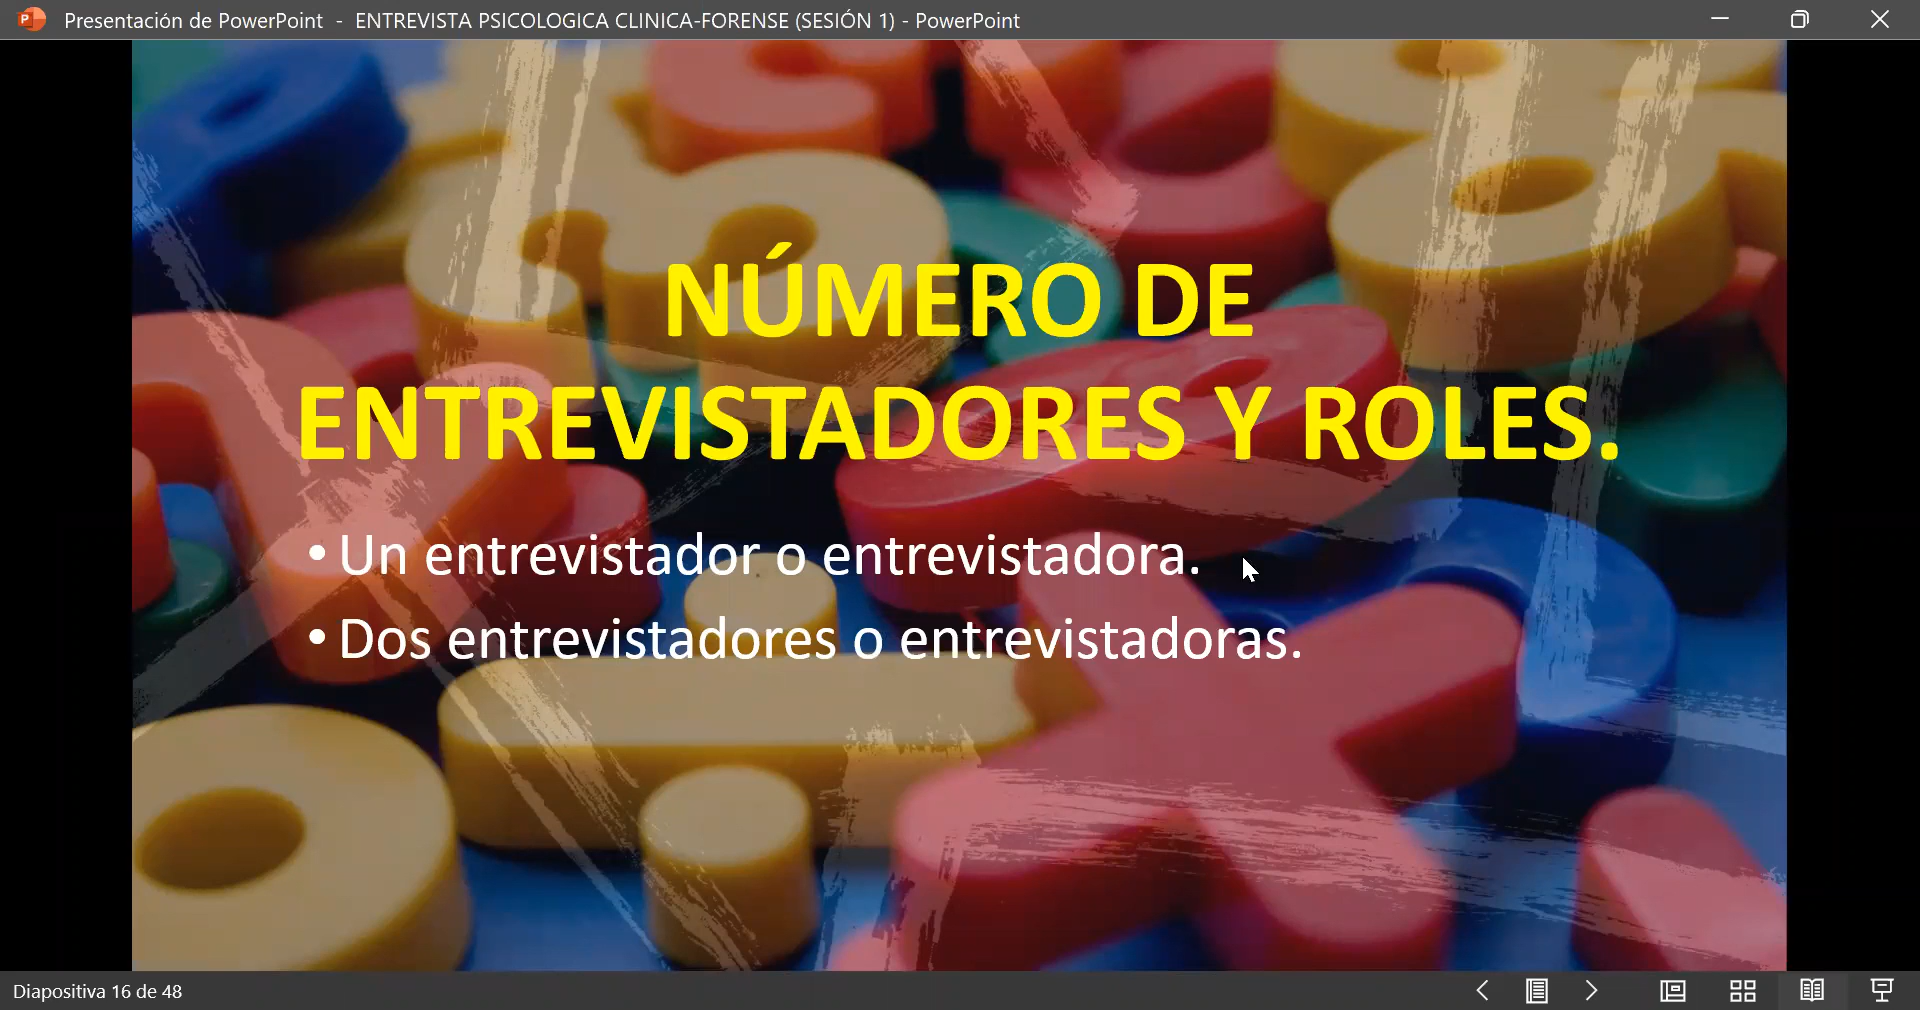 Presentación de PowerPoint - ENTREVISTA PSICOLOGICA CLINICA-FORENSE (SESIÓN 1) - PowerPoint
NÚMERO DE
ENTREVISTADORES Y ROLES.
• Un entrevistador o entrevistadora.
• Dos entrevistadores o entrevistadoras.
Diapositiva 16 de 48